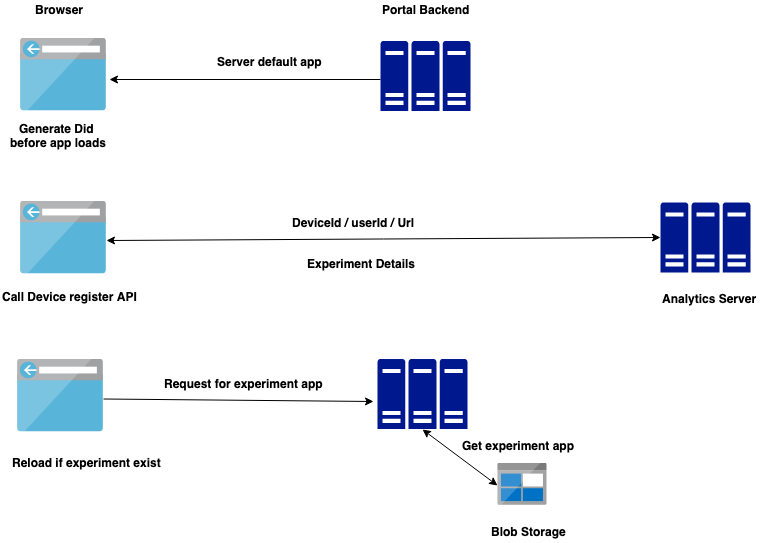 Browser
Portal Backend
Server default app
Generate Did
before app loads
DeviceId / userId / Url
Experiment Details
Call Device register API
Analytics Server
Request for experiment app
Get experiment app
Reload if experiment exist
Blob Storage